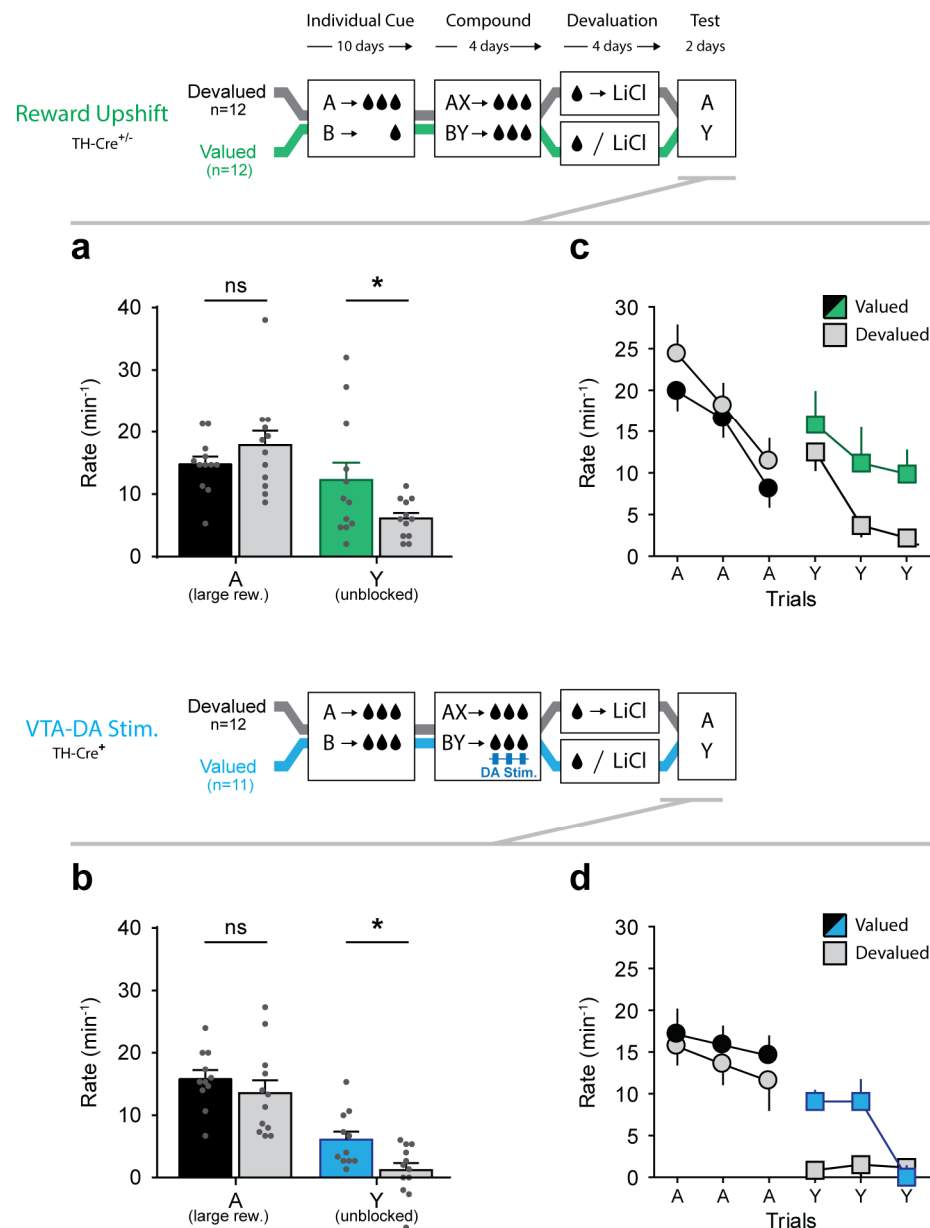 Individual Cue Compound Devaluation Test
10 days 4 days 4 days 2 days
Reward Upshift
TH-Cre+/-
Devalued
n=12
Valued
(n=12)
A →
B →
AX →
BY →
→ LiCl
/ LiCl
A
Y
a
ns
*
Rate (min⁻¹)
40
30
20
10
0
A
(large rew.)
Y
(unblocked)
c
Valued
Devalued
Rate (min⁻¹)
30
25
20
15
10
5
0
A A A Y Y Y
Trials
VTA-DA Stim.
TH-Cre+
Devalued
n=12
Valued
(n=11)
A →
B →
AX →
BY →
DA Stim.
→ LiCl
/ LiCl
A
Y
b
ns
*
Rate (min⁻¹)
40
30
20
10
0
A
(large rew.)
Y
(unblocked)
d
Valued
Devalued
Rate (min⁻¹)
30
25
20
15
10
5
0
A A A Y Y Y
Trials